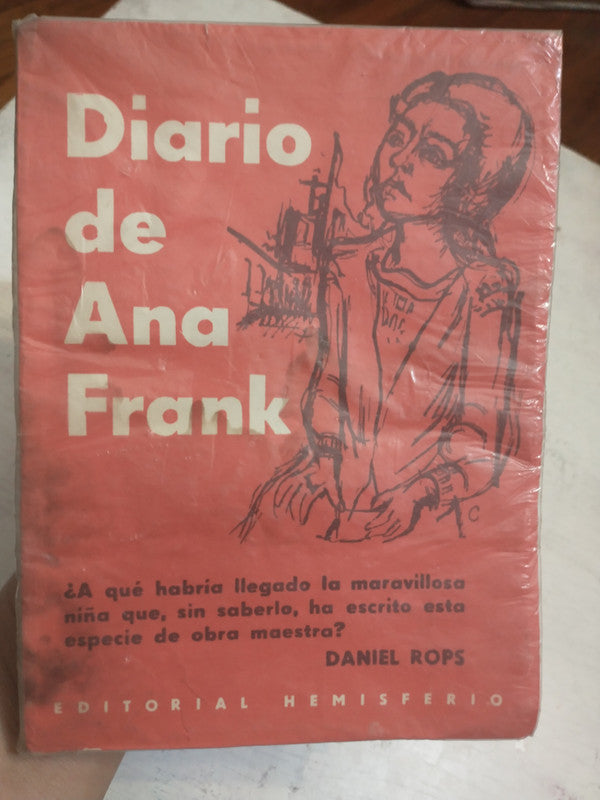 Diario
de
Ana
Frank
¿A qué habría llegado la maravillosa
niña que, sin saberlo, ha escrito esta
especie de obra maestra?
DANIEL ROPS
EDITORIAL HEMISFERIO